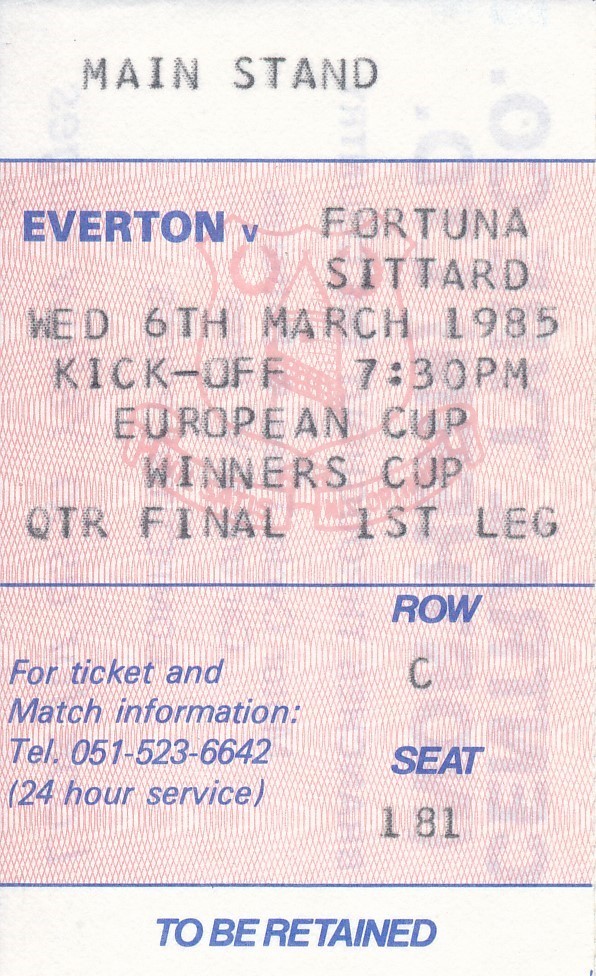 MAIN STAND
EVERTON v FORTUNA
SITTARD
WED 6TH MARCH 1985
KICK-OFF 7:30PM
EUROPEAN CUP
WINNERS CUP
QTR FINAL 1ST LEG
ROW
C
For ticket and
Match information:
Tel. 051-523-6642
(24 hour service)
SEAT
181
TO BE RETAINED